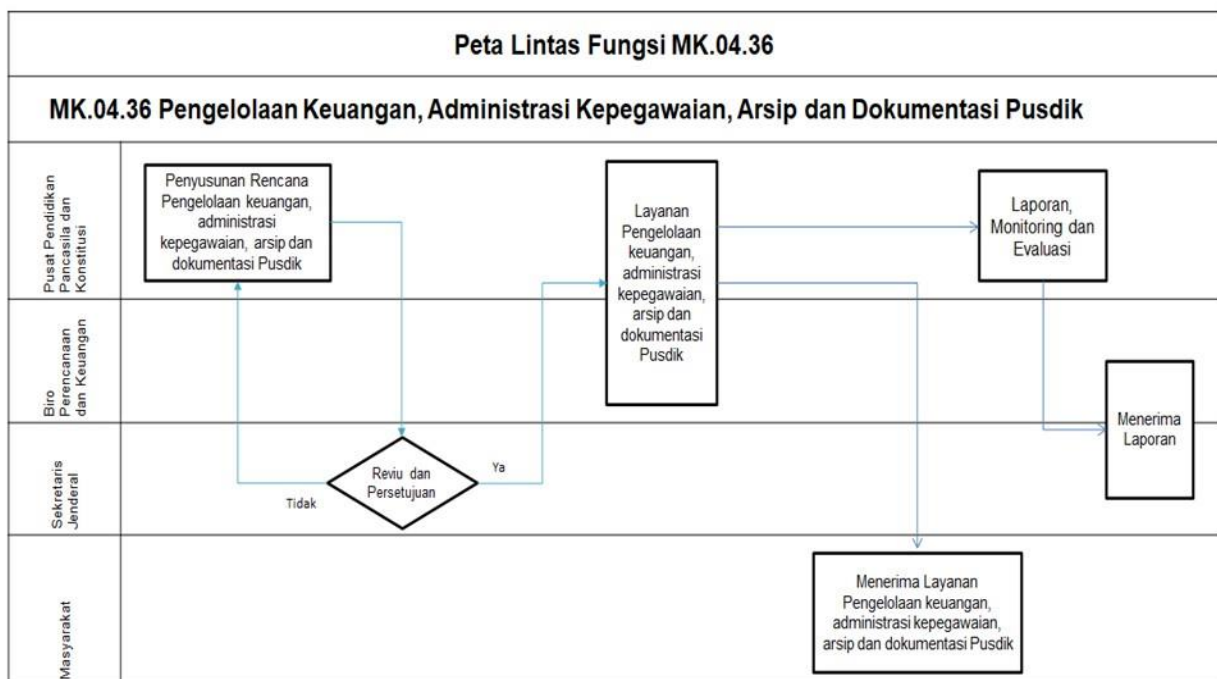 Peta Lintas Fungsi MK.04.36
MK.04.36 Pengelolaan Keuangan, Administrasi Kepegawaian, Arsip dan Dokumentasi Pusdik
Pusat Pendidikan
Pancasila dan
Konstitusi
Penyusunan Rencana
Pengelolaan keuangan,
administrasi
kepegawaian, arsip dan
dokumentasi Pusdik
Layanan
Pengelolaan
keuangan,
administrasi
kepegawaian,
arsip dan
dokumentasi
Pusdik
Laporan,
Monitoring dan
Evaluasi
Biro
Perencanaan
dan Keuangan
Menerima
Laporan
Sekretaris
Jenderal
Reviu dan
Persetujuan
Ya
Tidak
Masyarakat
Menerima Layanan
Pengelolaan keuangan,
administrasi kepegawaian,
arsip dan dokumentasi Pusdik